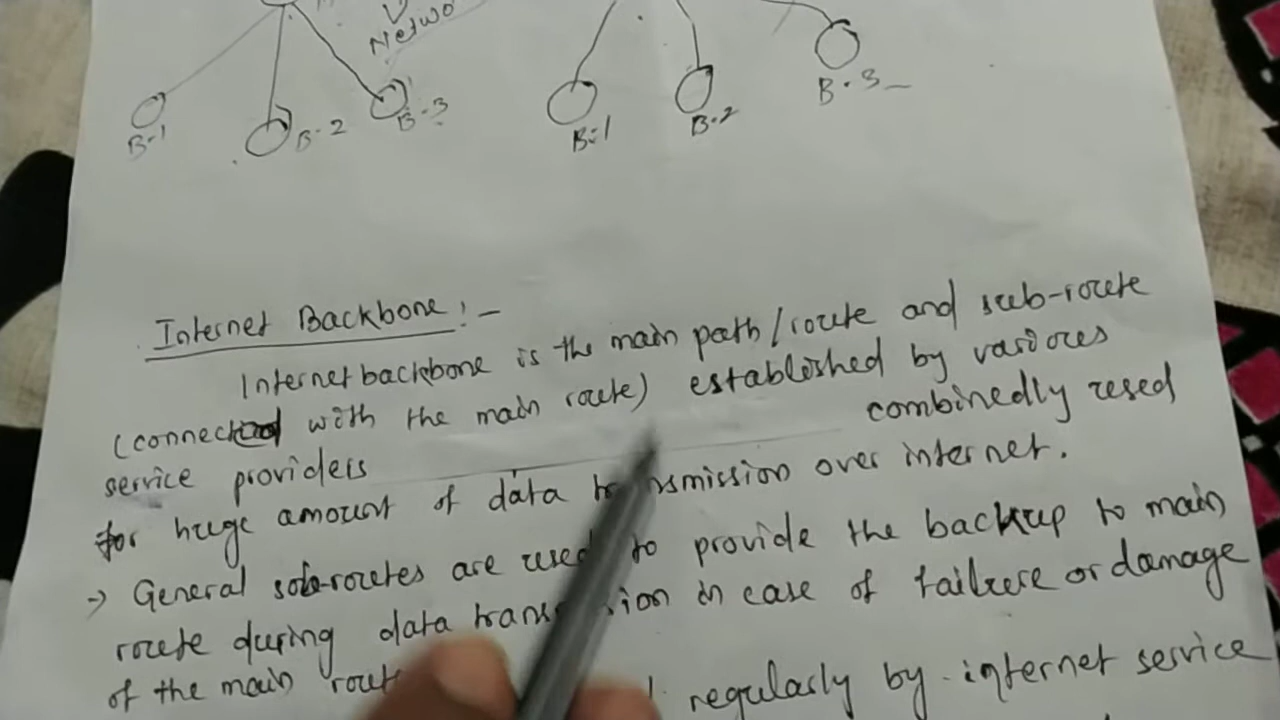 Netwo
B-1
B-2
B-3
B-1
B-2
B-3
Internet Backbone :-
Internet backbone is the main path/route and sub-route
(connected with the main route) established by various
service providers combinedly used
for huge amount of data transmission over internet.
→ General sub-routes are used to provide the backup to main
route during data transmission in case of failure or damage
of the main route
regularly by internet service